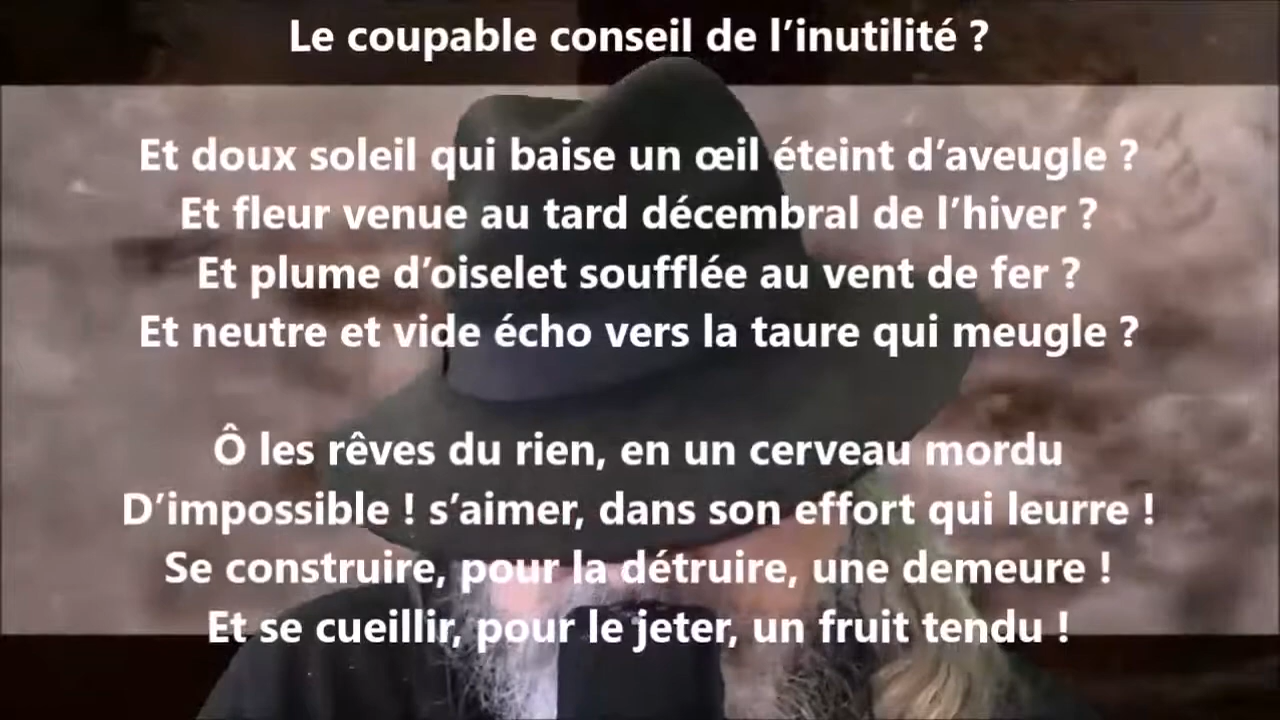 Le coupable conseil de l’inutilité ?
Et doux soleil qui baise un œil éteint d’aveugle ?
Et fleur venue au tard décembral de l’hiver ?
Et plume d’oiselet soufflée au vent de fer ?
Et neutre et vide écho vers la taure qui meugle ?
Ô les rêves du rien, en un cerveau mordu
D’impossible ! s’aimer, dans son effort qui leurre !
Se construire, pour la détruire, une demeure !
Et se cueillir, pour le jeter, un fruit tendu !